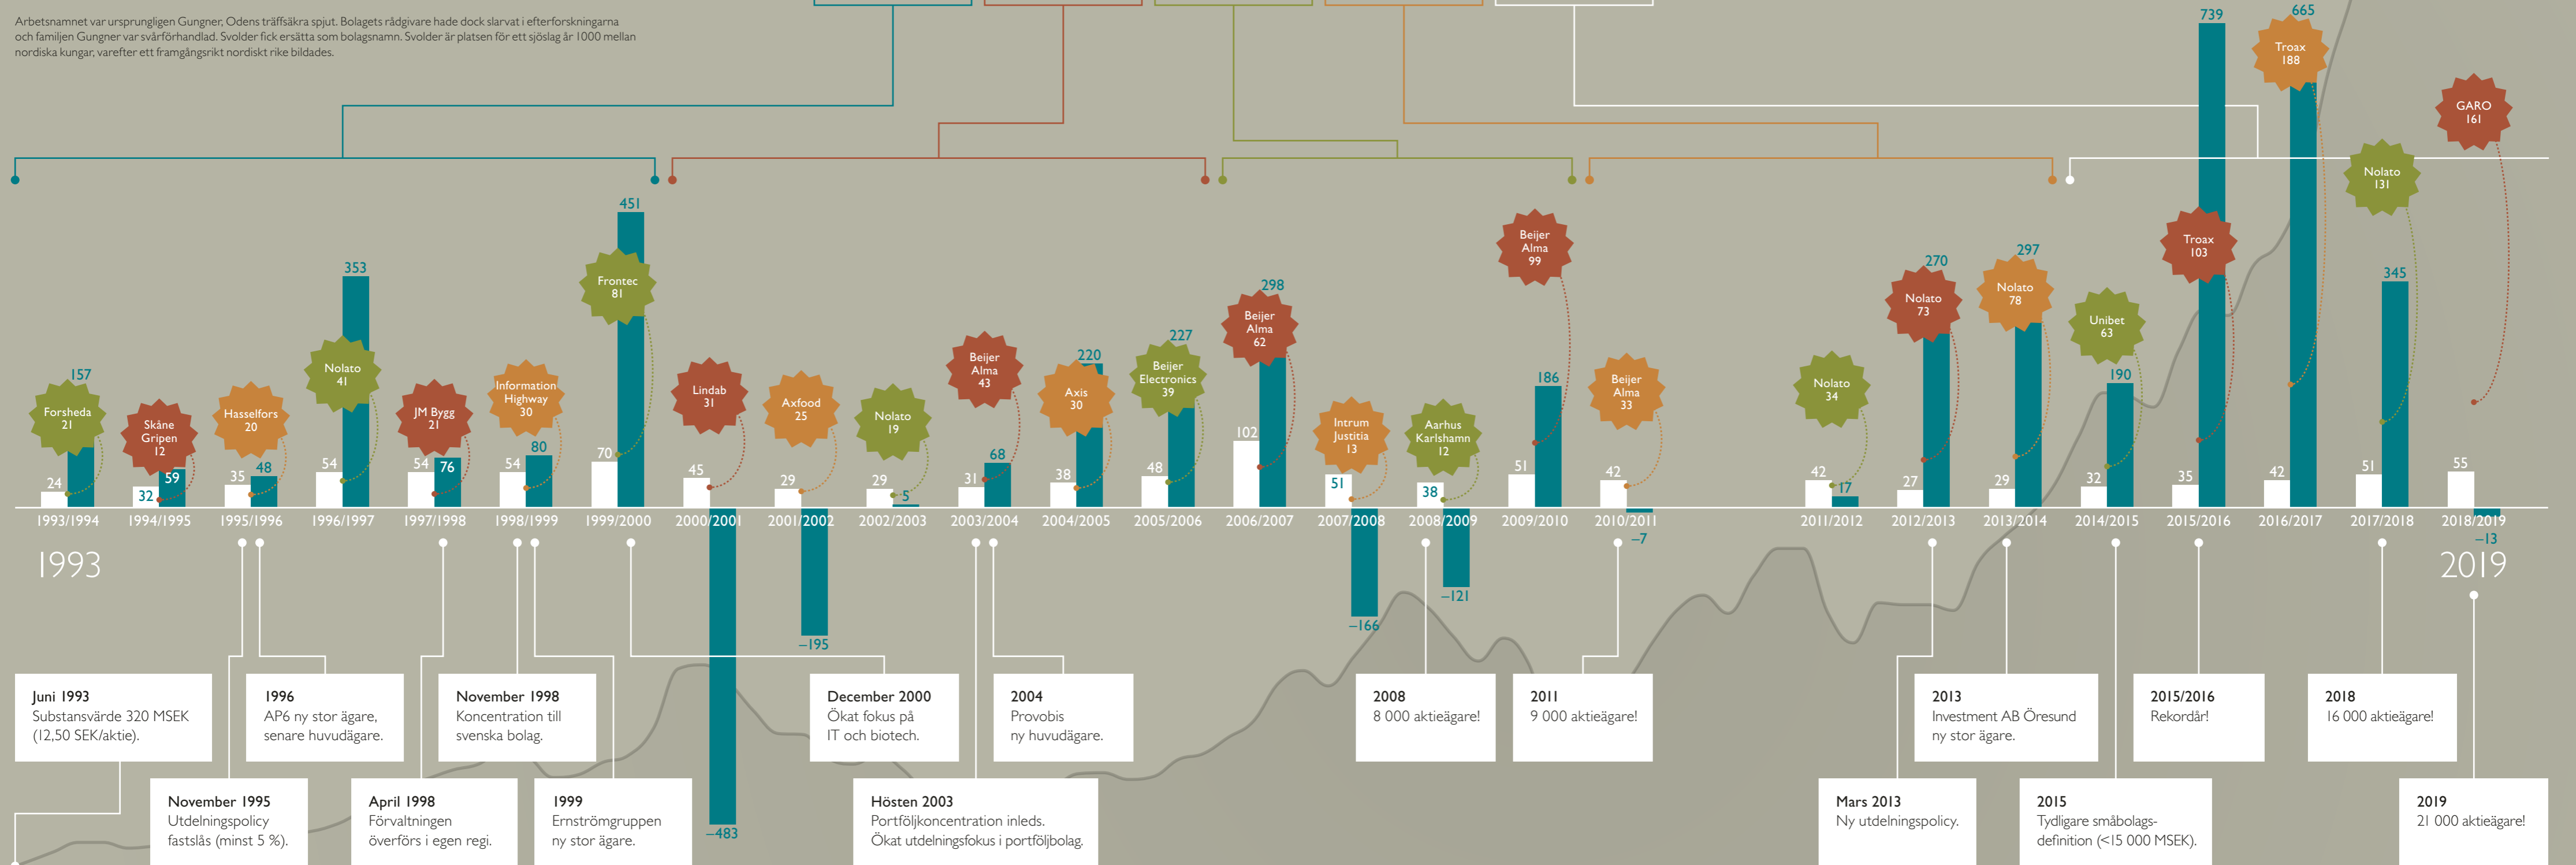 Arbetsnamnet var ursprungligen Gungner, Odens träffsäkra spjut. Bolagets rådgivare hade dock slarvat i efterforskningarna
och familjen Gungner var svårförhandlad. Svolder fick ersätta som bolagsnamn. Svolder är platsen för ett sjöslag år 1000 mellan
nordiska kungar, varefter ett framgångsrikt nordiskt rike bildades.
157
Forsheda
21
24
1993/1994
Skåne
Gripen
12
59
32
1994/1995
Hasselfors
20
35
48
1995/1996
353
Nolato
41
54
1996/1997
JM Bygg
21
54
76
1997/1998
Information
Highway
30
54
80
1998/1999
451
Frontec
81
70
1999/2000
Lindab
31
45
2000/2001
–483
Axfood
25
29
2001/2002
–195
Nolato
19
29
5
2002/2003
Beijer
Alma
43
31
68
2003/2004
220
Axis
30
38
2004/2005
227
Beijer
Electronics
39
48
2005/2006
298
Beijer
Alma
62
102
2006/2007
Intrum
Justitia
13
51
2007/2008
–166
Aarhus
Karlshamn
12
38
2008/2009
–121
Beijer
Alma
99
186
51
2009/2010
Beijer
Alma
33
42
2010/2011
–7
Nolato
34
42
17
2011/2012
270
Nolato
73
27
2012/2013
297
Nolato
78
29
2013/2014
Unibet
63
190
32
2014/2015
739
Troax
103
35
2015/2016
665
Troax
188
42
2016/2017
Nolato
131
345
51
2017/2018
GARO
161
55
2018/2019
–13
1993
2019
Juni 1993
Substansvärde 320 MSEK
(12,50 SEK/aktie).
November 1995
Utdelningspolicy
fastslås (minst 5 %).
1996
AP6 ny stor ägare,
senare huvudägare.
April 1998
Förvaltningen
överförs i egen regi.
November 1998
Koncentration till
svenska bolag.
1999
Ernströmgruppen
ny stor ägare.
December 2000
Ökat fokus på
IT och biotech.
Hösten 2003
Portföljkoncentration inleds.
Ökat utdelningsfokus i portföljbolag.
2004
Provobis
ny huvudägare.
2008
8 000 aktieägare!
2011
9 000 aktieägare!
Mars 2013
Ny utdelningspolicy.
2013
Investment AB Öresund
ny stor ägare.
2015
Tydligare småbolags-
definition (<15 000 MSEK).
2015/2016
Rekordår!
2018
16 000 aktieägare!
2019
21 000 aktieägare!